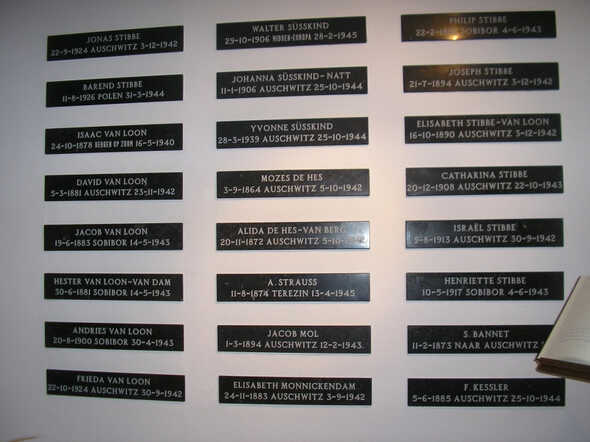 JONAS STIBBE
22-9-1924 AUSCHWITZ 3-12-1942
BAREND STIBBE
11-8-1926 POLEN 31-3-1944
ISAAC VAN LOON
24-10-1878 BERGEN OP ZOOM 16-5-1940
DAVID VAN LOON
5-3-1881 AUSCHWITZ 23-11-1942
JACOB VAN LOON
19-6-1883 SOBIBOR 14-5-1943
HESTER VAN LOON-VAN DAM
30-6-1881 SOBIBOR 14-5-1943
ANDRIES VAN LOON
20-8-1900 SOBIBOR 30-4-1943
FRIEDA VAN LOON
22-10-1924 AUSCHWITZ 30-9-1942
WALTER SÜSSKIND
29-10-1906 MIDDEN-EUROPA 28-2-1945
JOHANNA SÜSSKIND-NATT
11-1-1906 AUSCHWITZ 25-10-1944
YVONNE SÜSSKIND
28-3-1939 AUSCHWITZ 25-10-1944
MOZES DE HES
3-9-1864 AUSCHWITZ 5-10-1942
ALIDA DE HES-VAN BERG
20-11-1872 AUSCHWITZ 5-10-1942
A. STRAUSS
11-8-1874 TEREZIN 13-4-1945
JACOB MOL
1-3-1894 AUSCHWITZ 12-2-1943
ELISABETH MONNICKENDAM
24-11-1883 AUSCHWITZ 3-9-1942
PHILIP STIBBE
SOBIBOR 4-6-1943
JOSEPH STIBBE
21-7-1894 AUSCHWITZ 3-12-1942
ELISABETH STIBBE-VAN LOON
16-10-1890 AUSCHWITZ 3-12-1942
CATHARINA STIBBE
20-12-1908 AUSCHWITZ 22-10-1943
ISRAËL STIBBE
5-8-1913 AUSCHWITZ 30-9-1942
HENRIETTE STIBBE
10-5-1917 SOBIBOR 4-6-1943
S. BANNET
11-2-1873 NAAR AUSCHWITZ
F. KESSLER
5-6-1885 AUSCHWITZ 25-10-1944